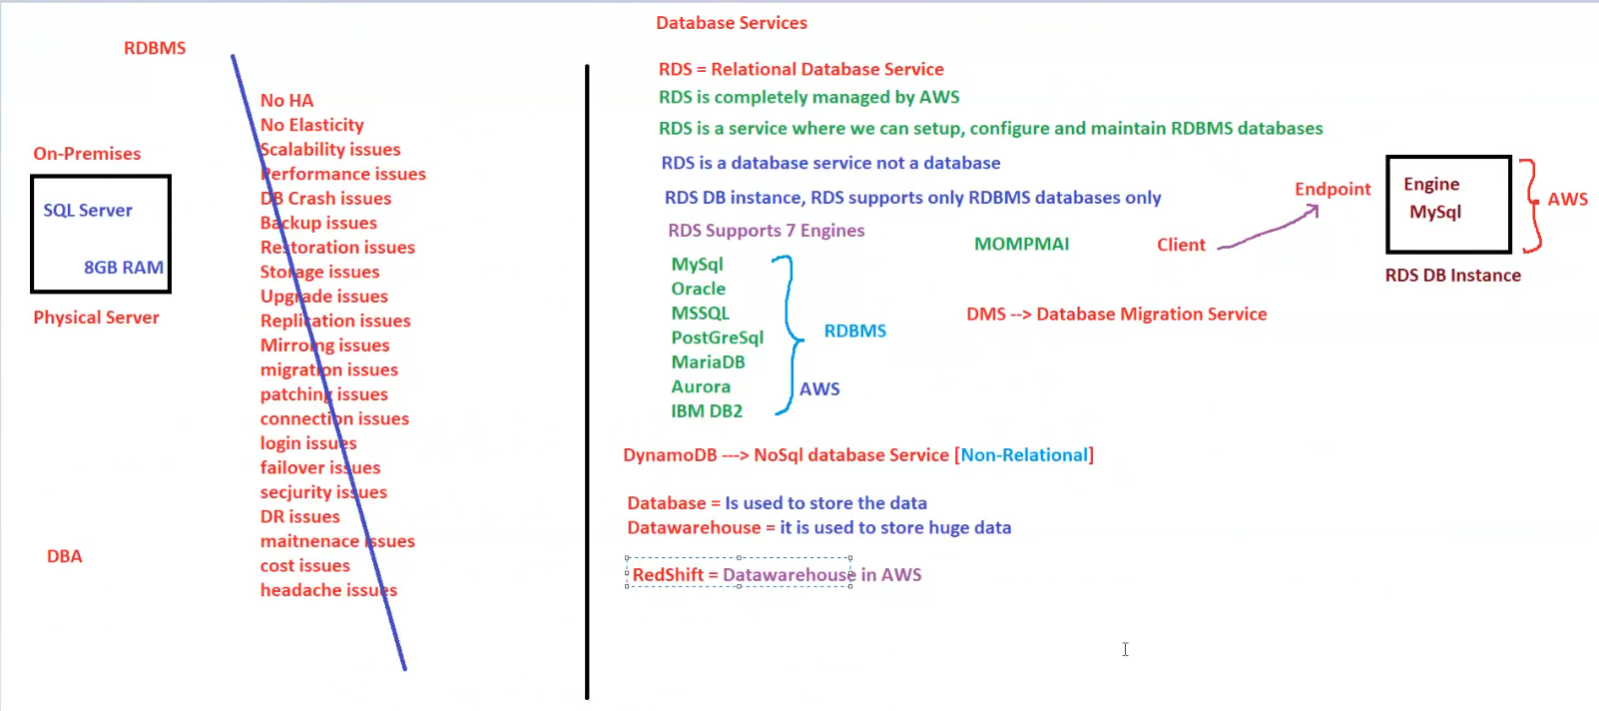 RDBMS
No HA
No Elasticity
Scalability issues
Performance issues
DB Crash issues
Backup issues
Restoration issues
Storage issues
Upgrade issues
Replication issues
Mirroing issues
migration issues
patching issues
connection issues
login issues
failover issues
secjurity issues
DR issues
maitnenace issues
cost issues
headache issues
On-Premises
SQL Server
8GB RAM
Physical Server
DBA
Database Services
RDS = Relational Database Service
RDS is completely managed by AWS
RDS is a service where we can setup, configure and maintain RDBMS databases
RDS is a database service not a database
RDS DB instance, RDS supports only RDBMS databases only
RDS Supports 7 Engines
MOMPMAI
MySql
Oracle
MSSQL
PostGreSql
MariaDB
Aurora
IBM DB2
RDBMS
AWS
Client
Endpoint
Engine
MySql
AWS
RDS DB Instance
DMS --> Database Migration Service
DynamoDB ---> NoSql database Service [Non-Relational]
Database = Is used to store the data
Datawarehouse = it is used to store huge data
RedShift = Datawarehouse in AWS